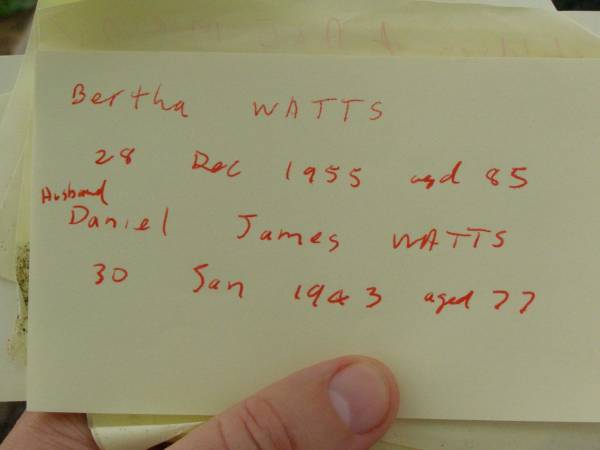 Bertha WATTS
28 Dec 1955 aged 85
Husband
Daniel James WATTS
30 Jan 1943 aged 77